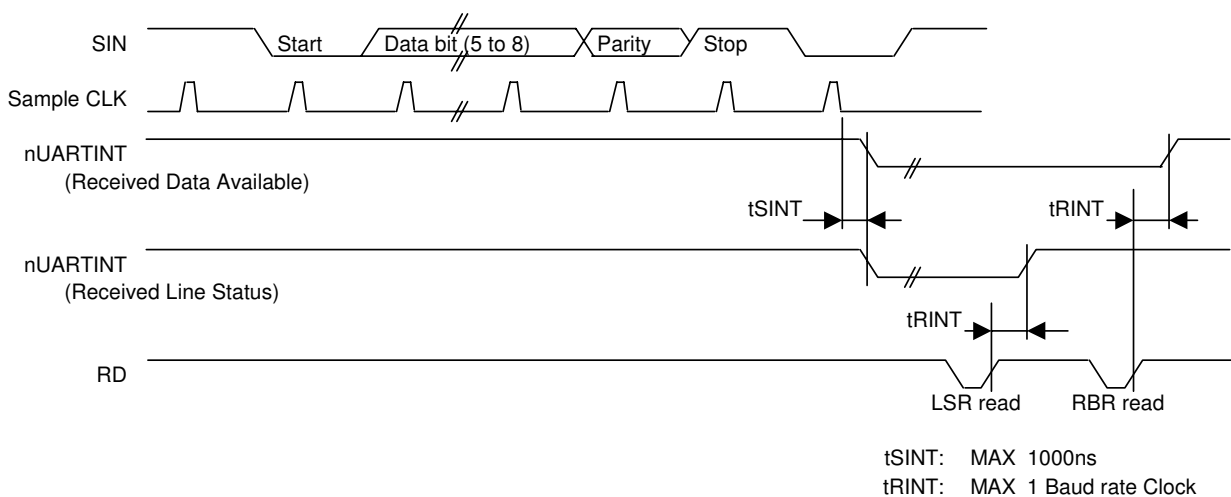 SIN
Start
Data bit (5 to 8)
Parity
Stop
Sample CLK
nUARTINT
(Received Data Available)
tSINT
tRINT
nUARTINT
(Received Line Status)
tRINT
RD
LSR read
RBR read
tSINT: MAX 1000ns
tRINT: MAX 1 Baud rate Clock